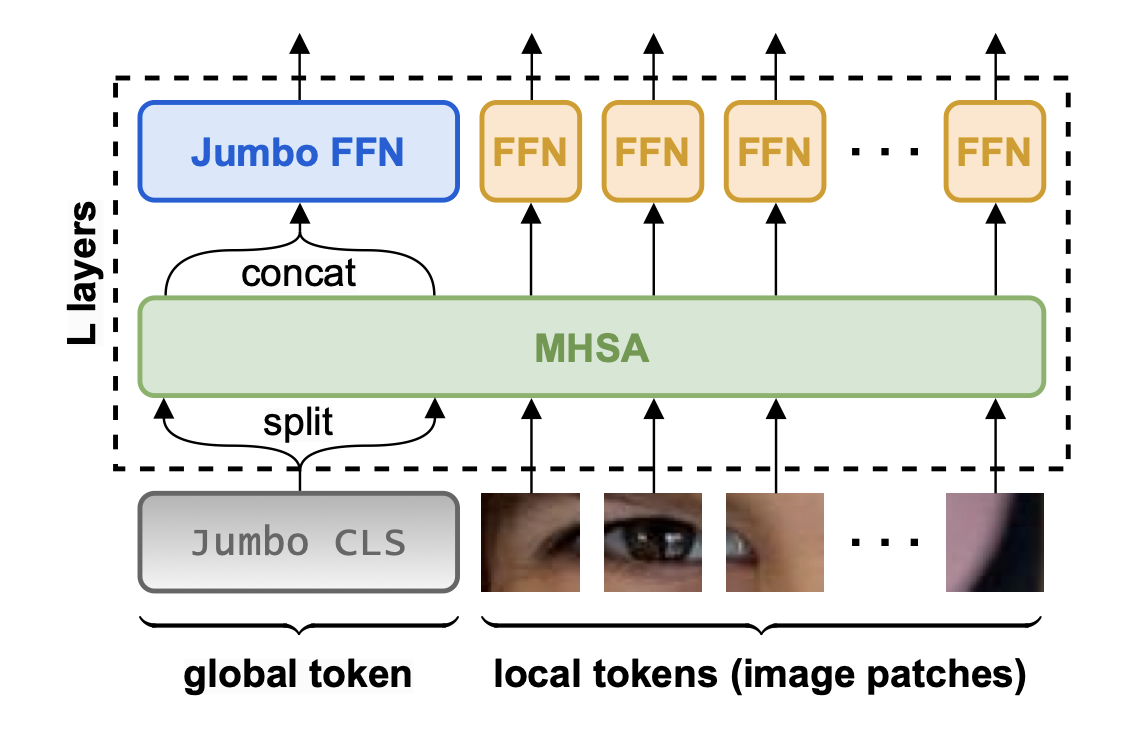 Jumbo FFN FFN FFN FFN ... FFN
concat
L layers
MHSA
split
Jumbo CLS ...
global token local tokens (image patches)